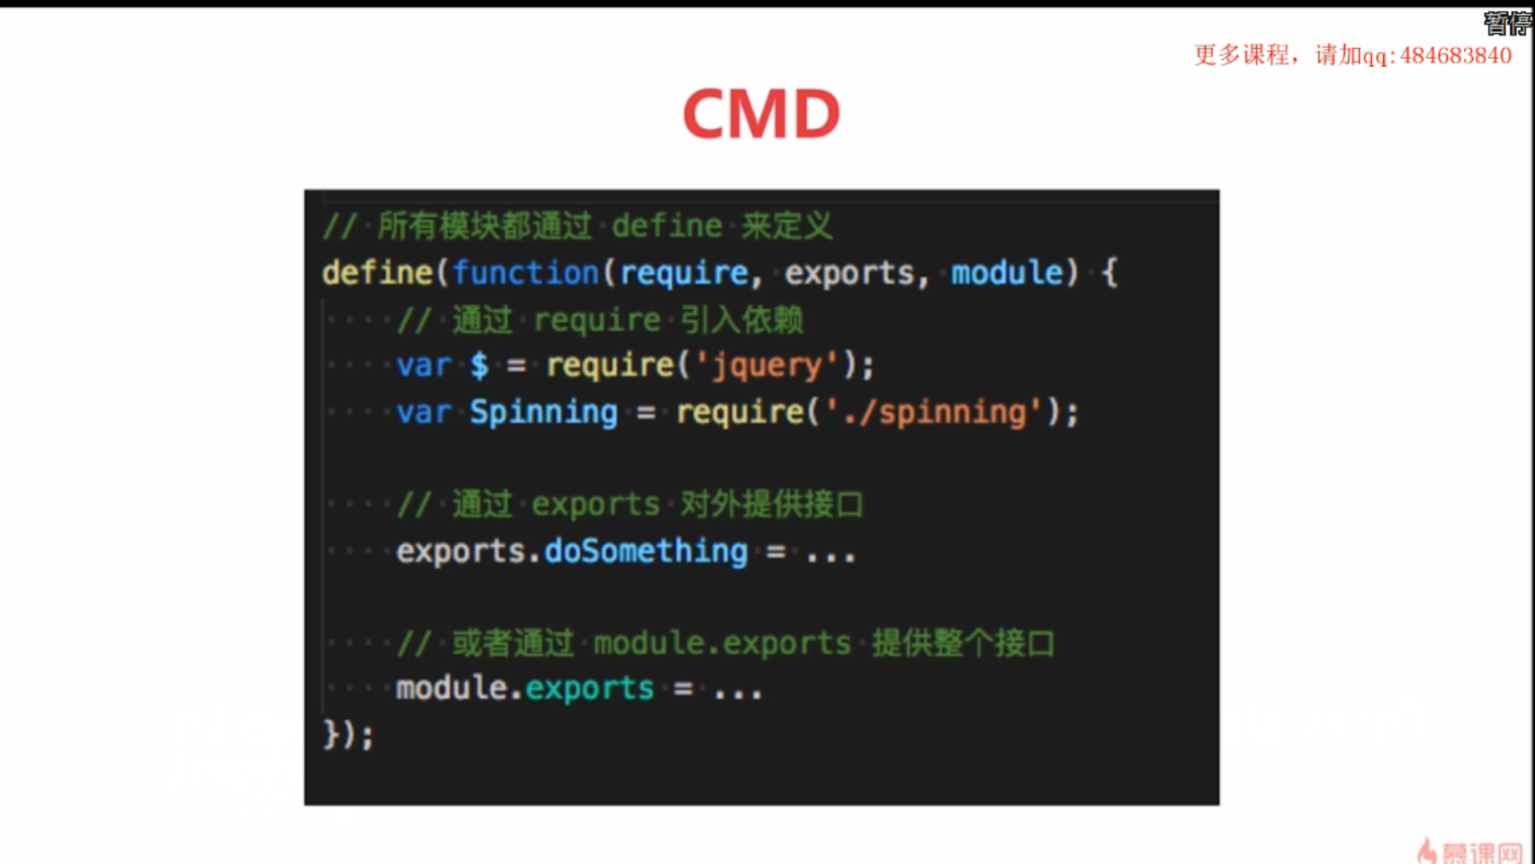 暂停
更多课程，请加qq:484683840
CMD
// 所有模块都通过 define 来定义
define(function(require, exports, module) {
    // 通过 require 引入依赖
    var $ = require('jquery');
    var Spinning = require('./spinning');
    // 通过 exports 对外提供接口
    exports.doSomething = ...
    // 或者通过 module.exports 提供整个接口
    module.exports = ...
});
慕课网